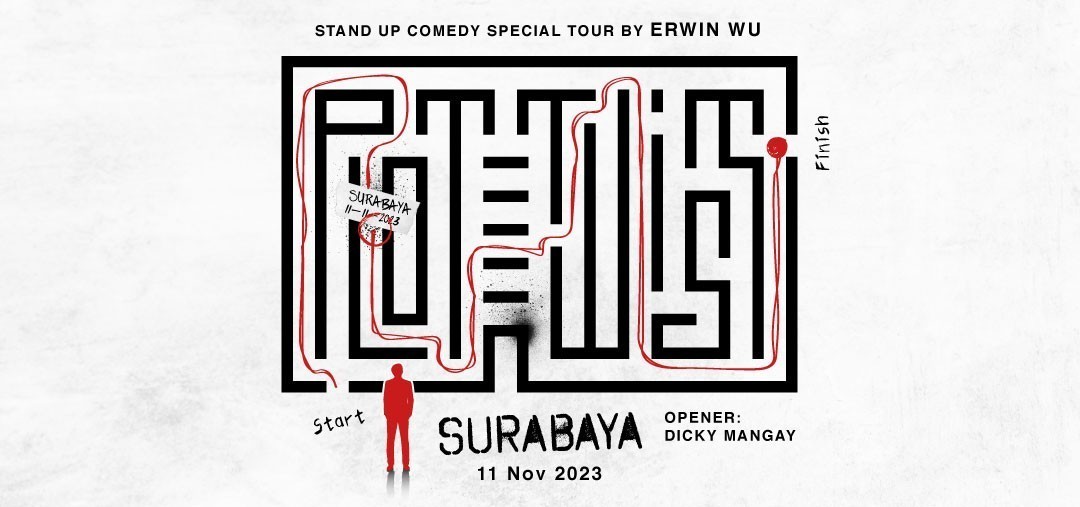 STAND UP COMEDY SPECIAL TOUR BY ERWIN WU
PLOT TWiST
SURABAYA
11-11-2023
Finish
Start
SURABAYA
11 Nov 2023
OPENER:
DICKY MANGAY